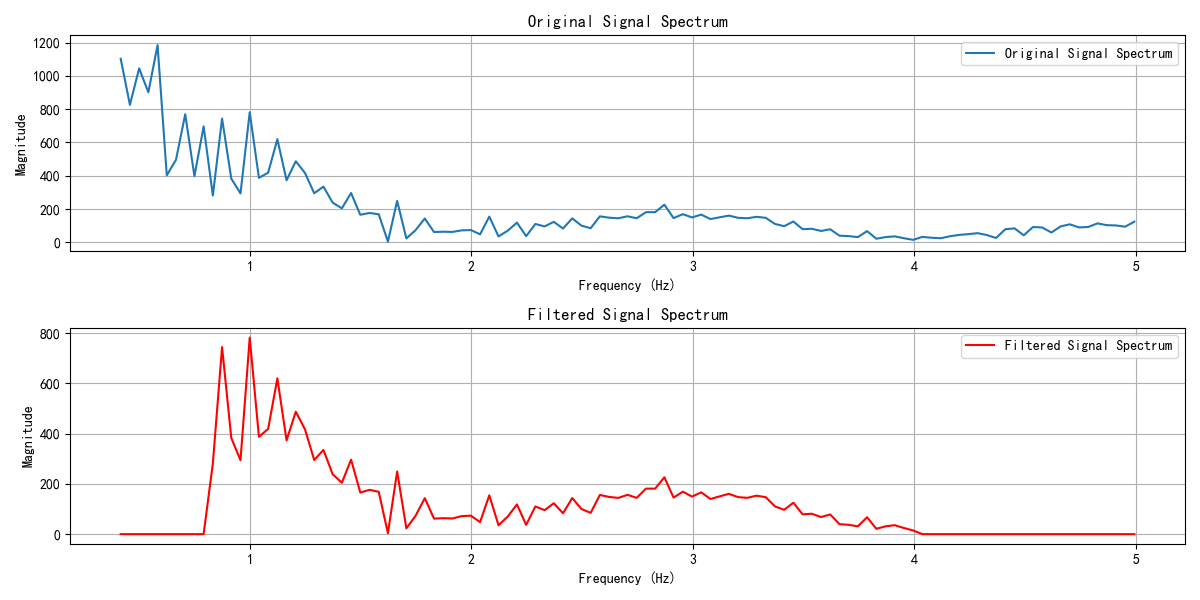 Original Signal Spectrum
1200
1000
800
600
400
200
0
Magnitude
Original Signal Spectrum
1 2 3 4 5
Frequency (Hz)
Filtered Signal Spectrum
800
600
400
200
0
Magnitude
Filtered Signal Spectrum
1 2 3 4 5
Frequency (Hz)